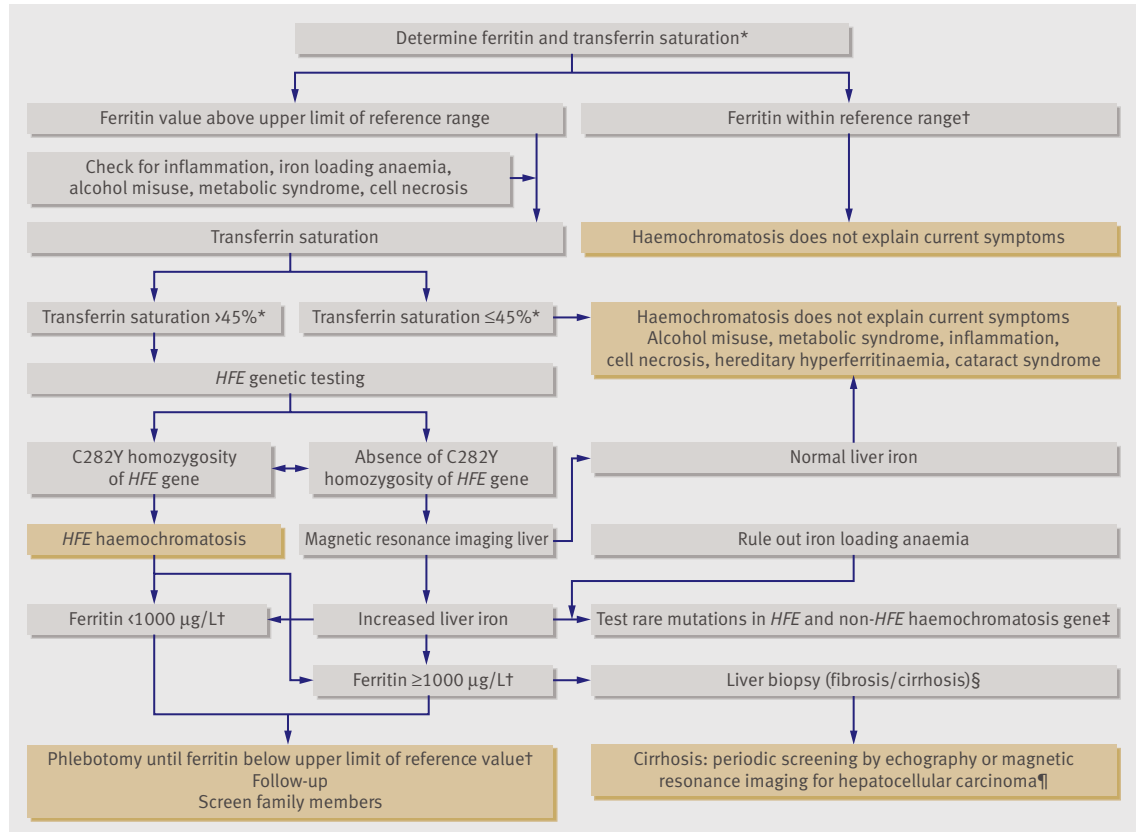 Determine ferritin and transferrin saturation*
Ferritin value above upper limit of reference range
Ferritin within reference range†
Check for inflammation, iron loading anaemia,
alcohol misuse, metabolic syndrome, cell necrosis
Transferrin saturation
Haemochromatosis does not explain current symptoms
Transferrin saturation >45%*
Transferrin saturation ≤45%*
Haemochromatosis does not explain current symptoms
Alcohol misuse, metabolic syndrome, inflammation,
cell necrosis, hereditary hyperferritinaemia, cataract syndrome
HFE genetic testing
C282Y homozygosity
of HFE gene
Absence of C282Y
homozygosity of HFE gene
Normal liver iron
HFE haemochromatosis
Magnetic resonance imaging liver
Rule out iron loading anaemia
Ferritin <1000 µg/L†
Increased liver iron
Test rare mutations in HFE and non-HFE haemochromatosis gene‡
Ferritin ≥1000 µg/L†
Liver biopsy (fibrosis/cirrhosis)§
Phlebotomy until ferritin below upper limit of reference value†
Follow-up
Screen family members
Cirrhosis: periodic screening by echography or magnetic
resonance imaging for hepatocellular carcinoma¶